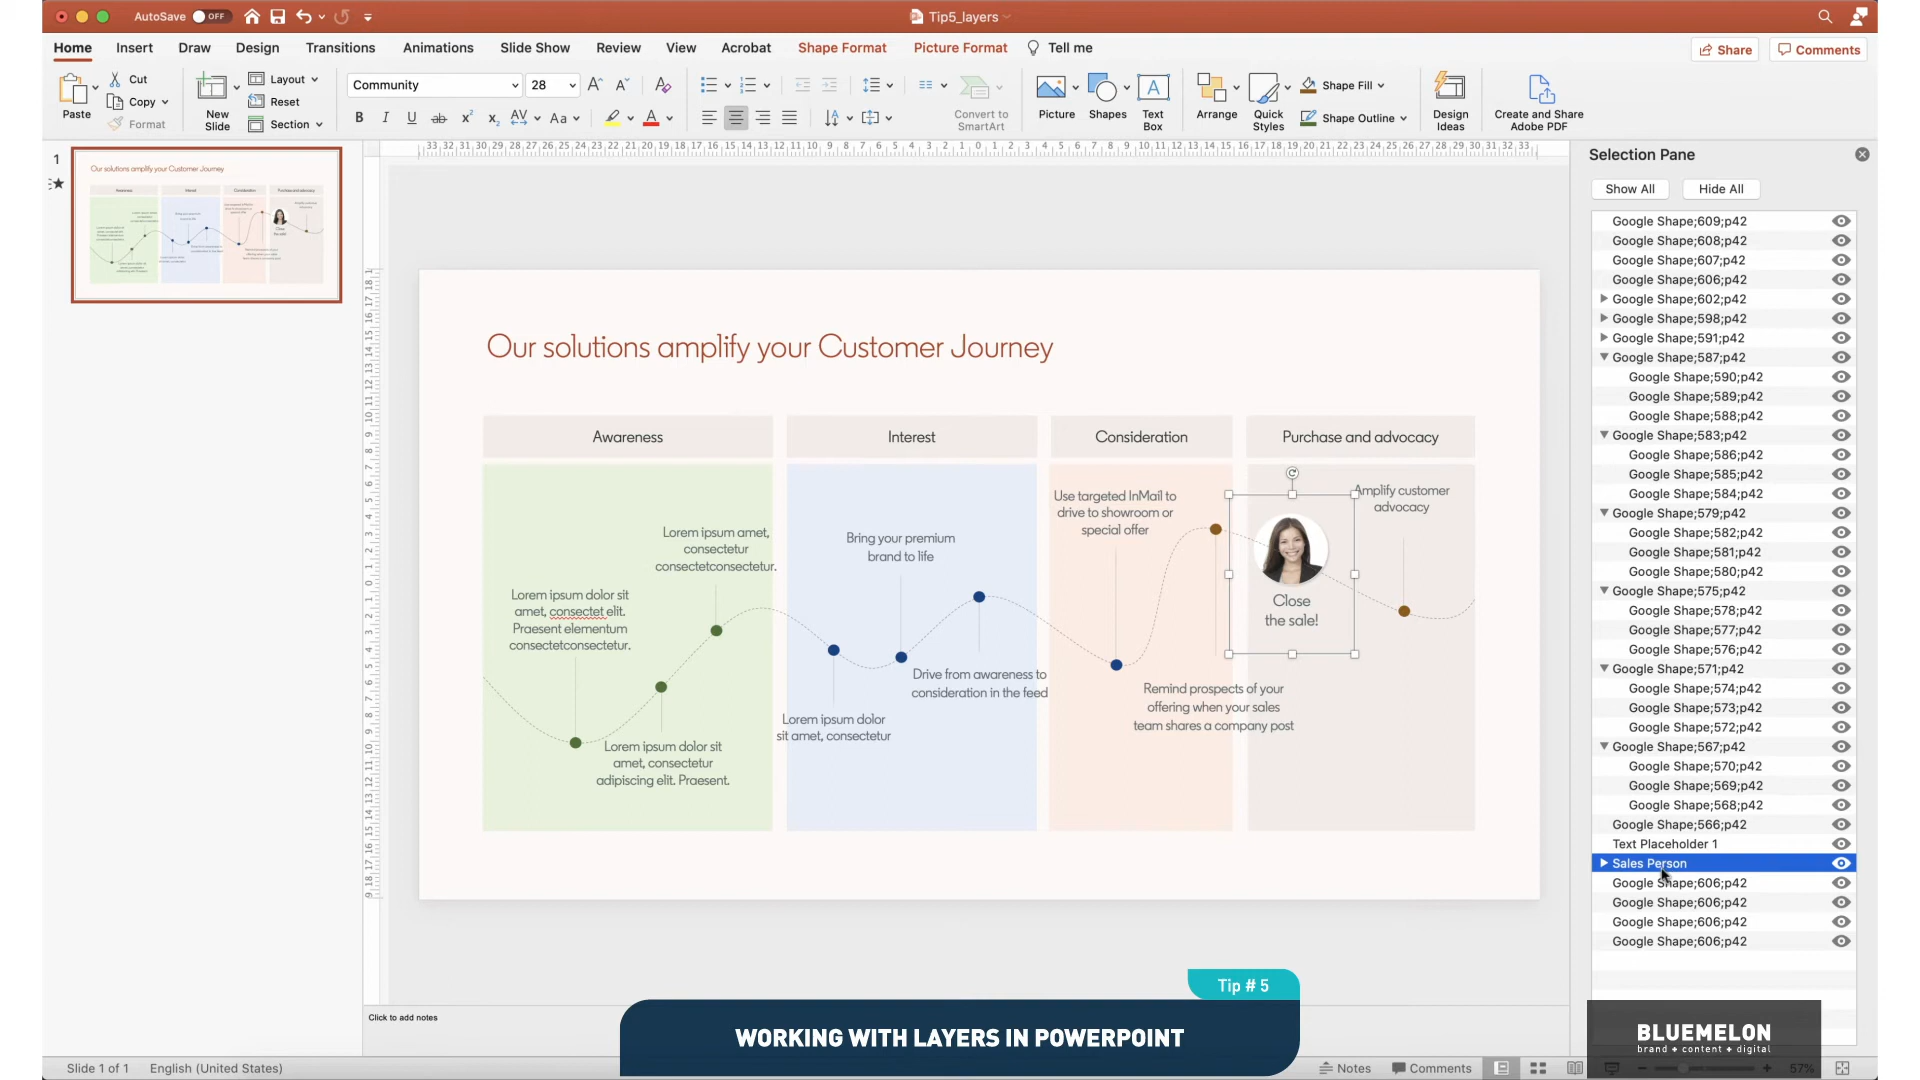 AutoSave OFF
Tip5_layers
Home Insert Draw Design Transitions Animations Slide Show Review View Acrobat Shape Format Picture Format Tell me Share Comments
Paste Cut Copy Format
New Slide Layout Reset Section
Community 28
Convert to SmartArt
Picture Shapes Text Box Arrange Quick Styles Shape Fill Shape Outline Design Ideas Create and Share Adobe PDF
1
Our solutions amplify your Customer Journey
Awareness Interest Consideration Purchase and advocacy
Our solutions amplify your Customer Journey
Awareness Interest Consideration Purchase and advocacy
Lorem ipsum dolor sit
amet, consectet elit.
Praesent elementum
consectetconsectetur.
Lorem ipsum amet,
consectetur
consectetconsectetur.
Lorem ipsum dolor sit
amet, consectetur
adipiscing elit. Praesent.
Bring your premium
brand to life
Lorem ipsum dolor
sit amet, consectetur
Drive from awareness to
consideration in the feed
Use targeted InMail to
drive to showroom or
special offer
Remind prospects of your
offering when your sales
team shares a company post
Close
the sale!
Amplify customer
advocacy
Selection Pane
Show All Hide All
Google Shape;609;p42
Google Shape;608;p42
Google Shape;607;p42
Google Shape;606;p42
Google Shape;602;p42
Google Shape;598;p42
Google Shape;591;p42
Google Shape;587;p42
Google Shape;590;p42
Google Shape;589;p42
Google Shape;588;p42
Google Shape;583;p42
Google Shape;586;p42
Google Shape;585;p42
Google Shape;584;p42
Google Shape;579;p42
Google Shape;582;p42
Google Shape;581;p42
Google Shape;580;p42
Google Shape;575;p42
Google Shape;578;p42
Google Shape;577;p42
Google Shape;576;p42
Google Shape;571;p42
Google Shape;574;p42
Google Shape;573;p42
Google Shape;572;p42
Google Shape;567;p42
Google Shape;570;p42
Google Shape;569;p42
Google Shape;568;p42
Google Shape;566;p42
Text Placeholder 1
Sales Person
Google Shape;606;p42
Google Shape;606;p42
Google Shape;606;p42
Google Shape;606;p42
Click to add notes
Tip # 5
WORKING WITH LAYERS IN POWERPOINT
BLUEMELON
brand + content + digital
Slide 1 of 1 English (United States) Notes Comments 57%